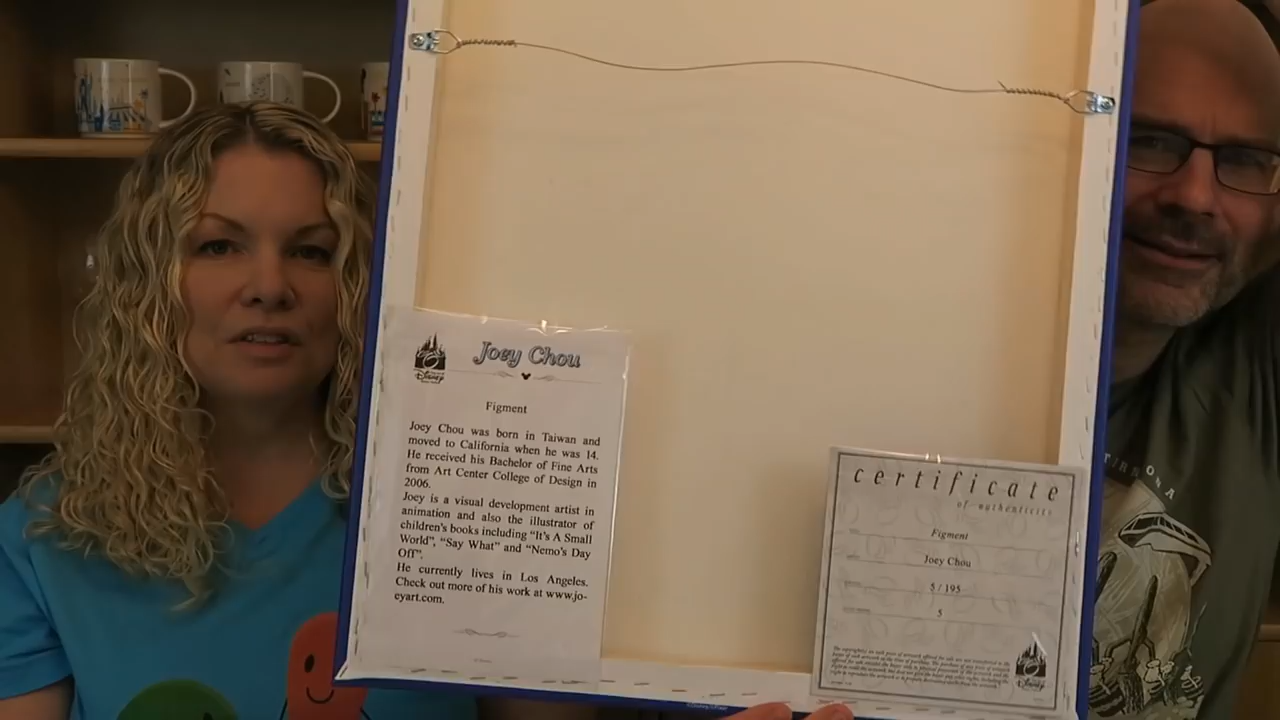 Disney
Joey Chou
Figment
Joey Chou was born in Taiwan and
moved to California when he was 14.
He received his Bachelor of Fine Arts
from Art Center College of Design in
2006.
Joey is a visual development artist in
animation and also the illustrator of
children's books including "It's A Small
World", "Say What" and "Nemo's Day
Off".
He currently lives in Los Angeles.
Check out more of his work at www.jo-
eyart.com.
certificate
of authenticity
Figment
Joey Chou
5 / 195
5
Disney